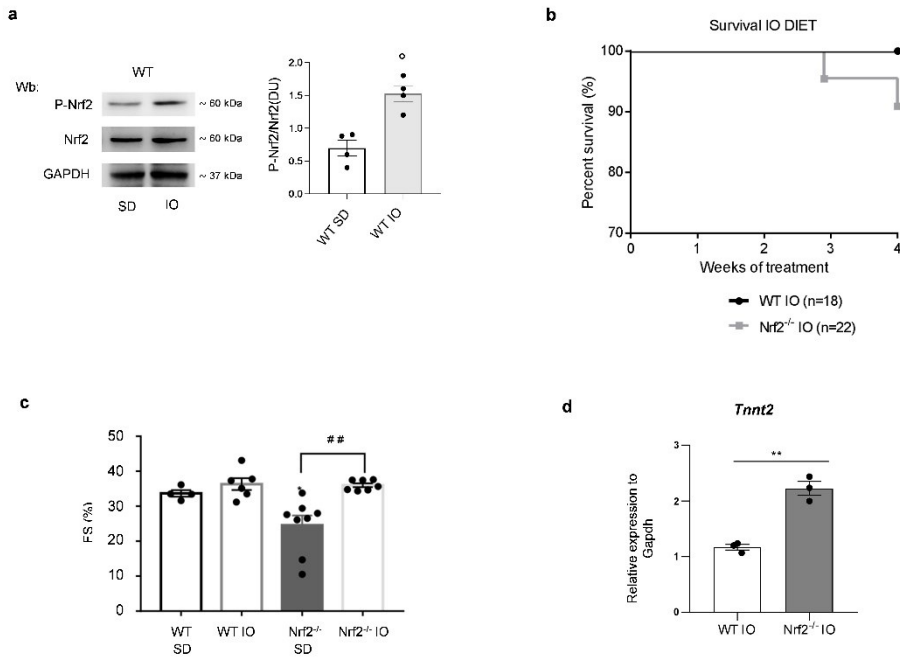 a
WT
Wb:
P-Nrf2
~ 60 kDa
Nrf2
~ 60 kDa
GAPDH
~ 37 kDa
SD IO
P-Nrf2/Nrf2(DU)
2.0
1.5
1.0
0.5
0.0
WT SD
WT IO
b
Survival IO DIET
Percent survival (%)
100
90
80
70
0 1 2 3 4
Weeks of treatment
WT IO (n=18)
Nrf2-/- IO (n=22)
c
FS (%)
50
40
30
20
10
0
##
*
WT SD
WT IO
Nrf2-/- SD
Nrf2-/- IO
d
Tnnt2
Relative expression to
Gapdh
3
2
1
0
**
WT IO
Nrf2-/- IO